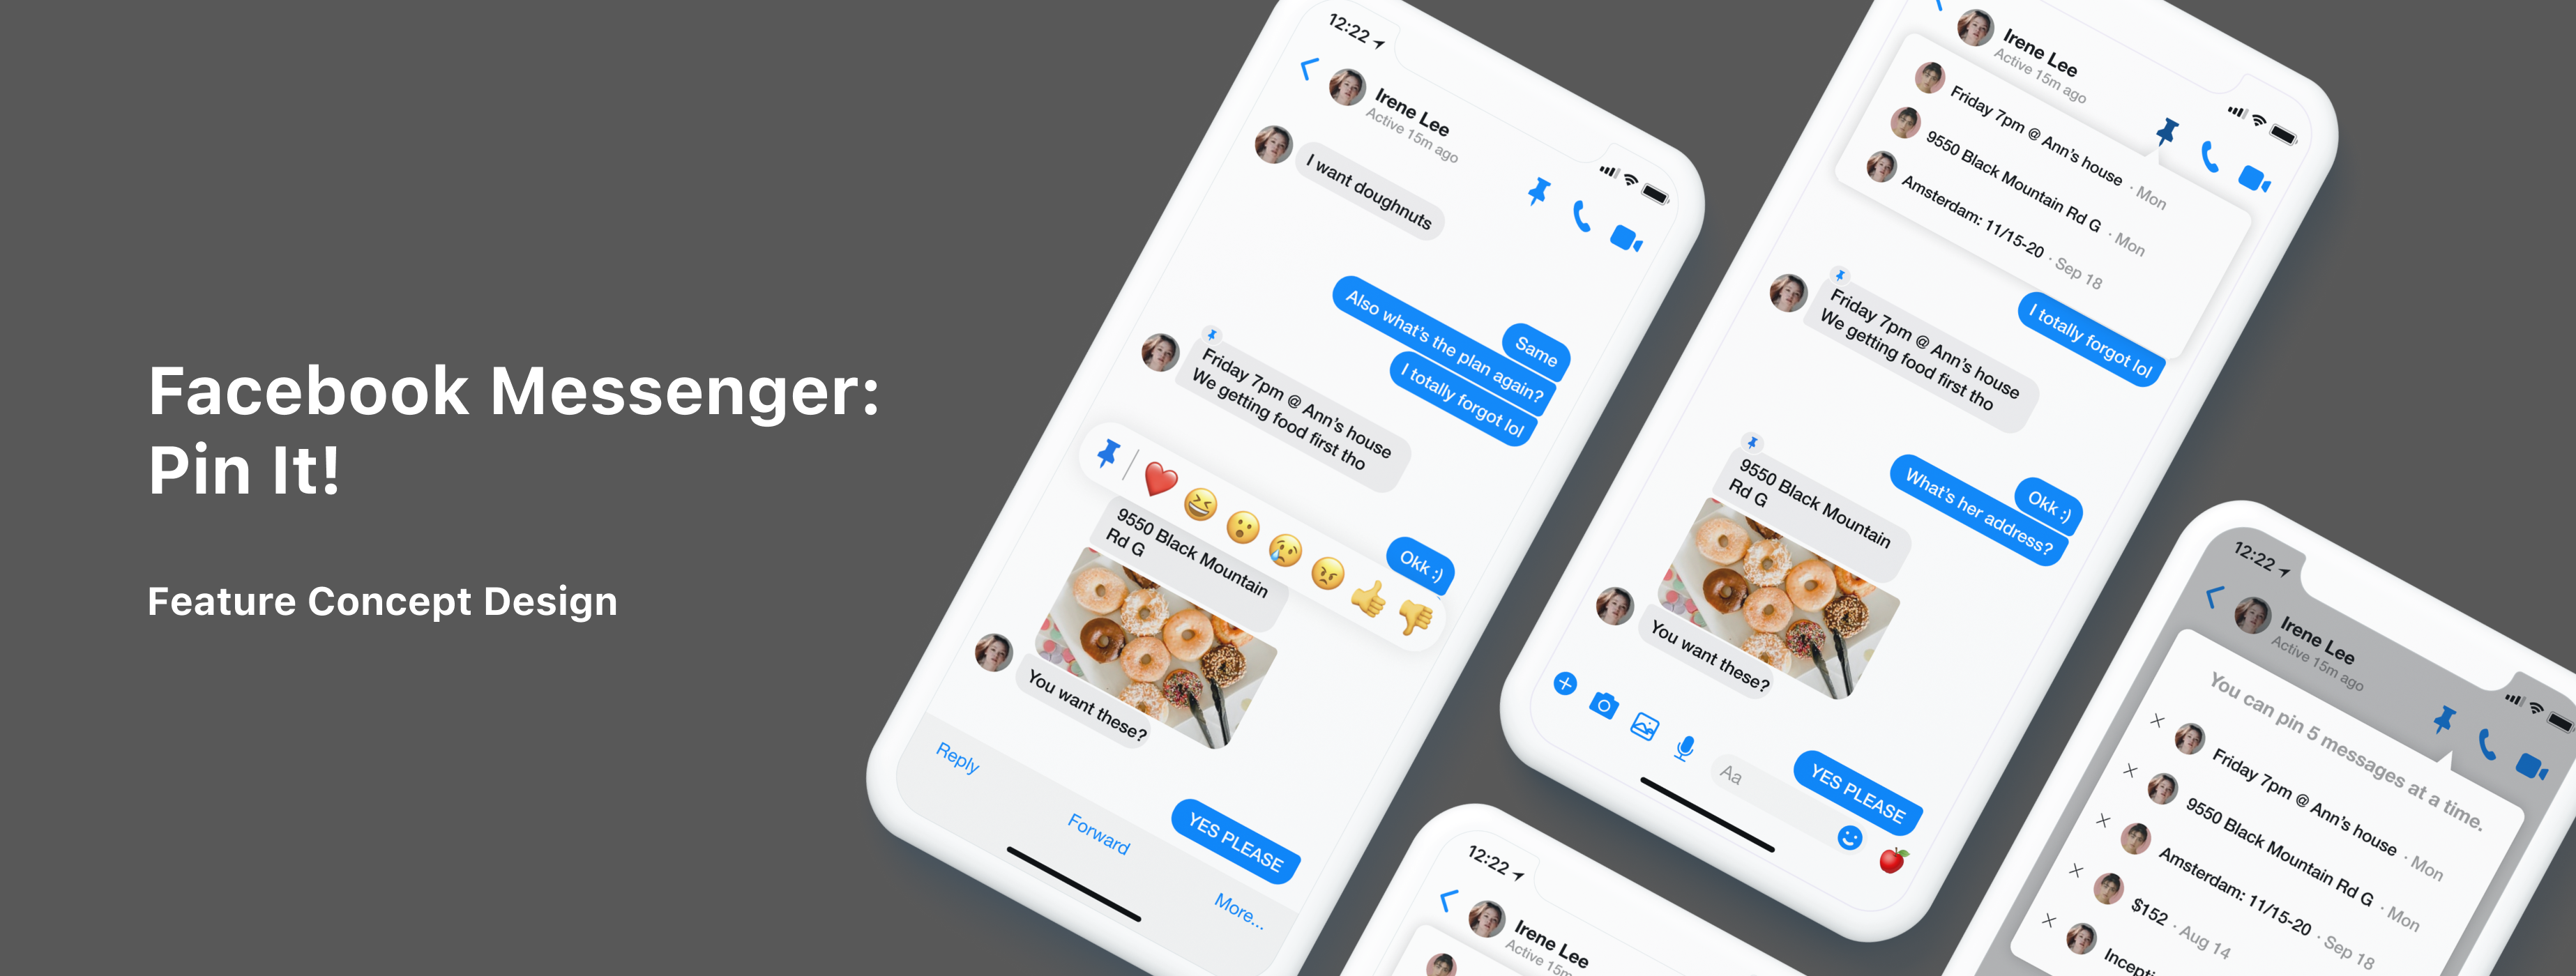 Facebook Messenger:
Pin It!
Feature Concept Design
12:22
Irene Lee
Active 15m ago
I want doughnuts
Same
Also what's the plan again?
I totally forgot lol
Friday 7pm @ Ann's house
We getting food first tho
Okk :)
9550 Black Mountain
Rd G
You want these?
YES PLEASE
Reply
Forward
More...
Irene Lee
Active 15m ago
Friday 7pm @ Ann's house · Mon
9550 Black Mountain Rd G · Mon
Amsterdam: 11/15-20 · Sep 18
I totally forgot lol
Friday 7pm @ Ann's house
We getting food first tho
Okk :)
What's her address?
9550 Black Mountain
Rd G
You want these?
YES PLEASE
Aa
12:22
Irene Lee
Active 15m
12:22
Irene Lee
Active 15m ago
You can pin 5 messages at a time.
Friday 7pm @ Ann's house · Mon
9550 Black Mountain Rd G · Mon
Amsterdam: 11/15-20 · Sep 18
$152 · Aug 14